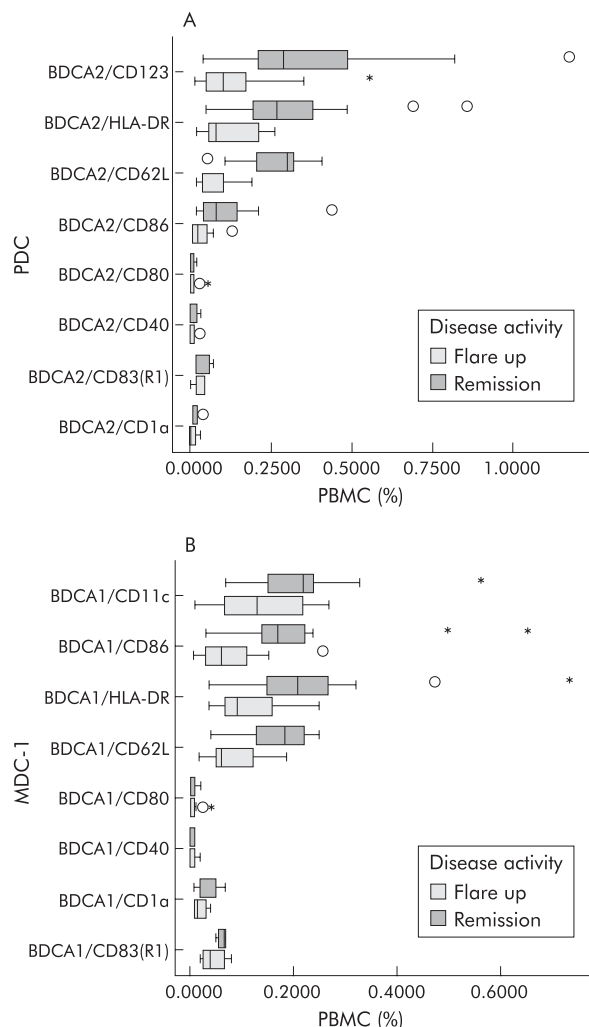 A
BDCA2/CD123
BDCA2/HLA-DR
BDCA2/CD62L
BDCA2/CD86
BDCA2/CD80
BDCA2/CD40
BDCA2/CD83(R1)
BDCA2/CD1a
PDC
Disease activity
Flare up
Remission
0.0000 0.2500 0.5000 0.7500 1.0000
PBMC (%)
B
BDCA1/CD11c
BDCA1/CD86
BDCA1/HLA-DR
BDCA1/CD62L
BDCA1/CD80
BDCA1/CD40
BDCA1/CD1a
BDCA1/CD83(R1)
MDC-1
Disease activity
Flare up
Remission
0.0000 0.2000 0.4000 0.6000
PBMC (%)